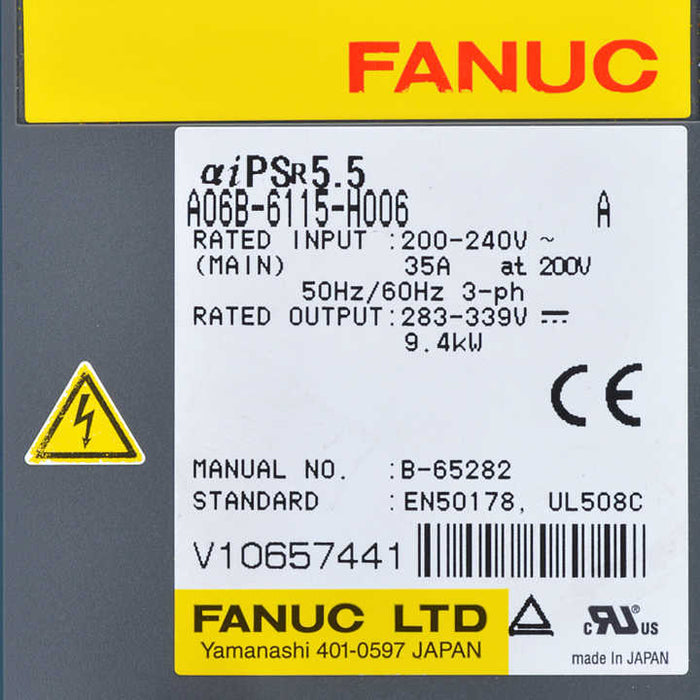 FANUC
αiPSR5.5
A06B-6115-H006 A
RATED INPUT :200-240V ~
(MAIN) 35A at 200V
50Hz/60Hz 3-ph
RATED OUTPUT:283-339V ⎓
9.4kW
CE
MANUAL NO. :B-65282
STANDARD :EN50178, UL508C
V10657441
FANUC LTD
Yamanashi 401-0597 JAPAN
c RU ® US
made In JAPAN